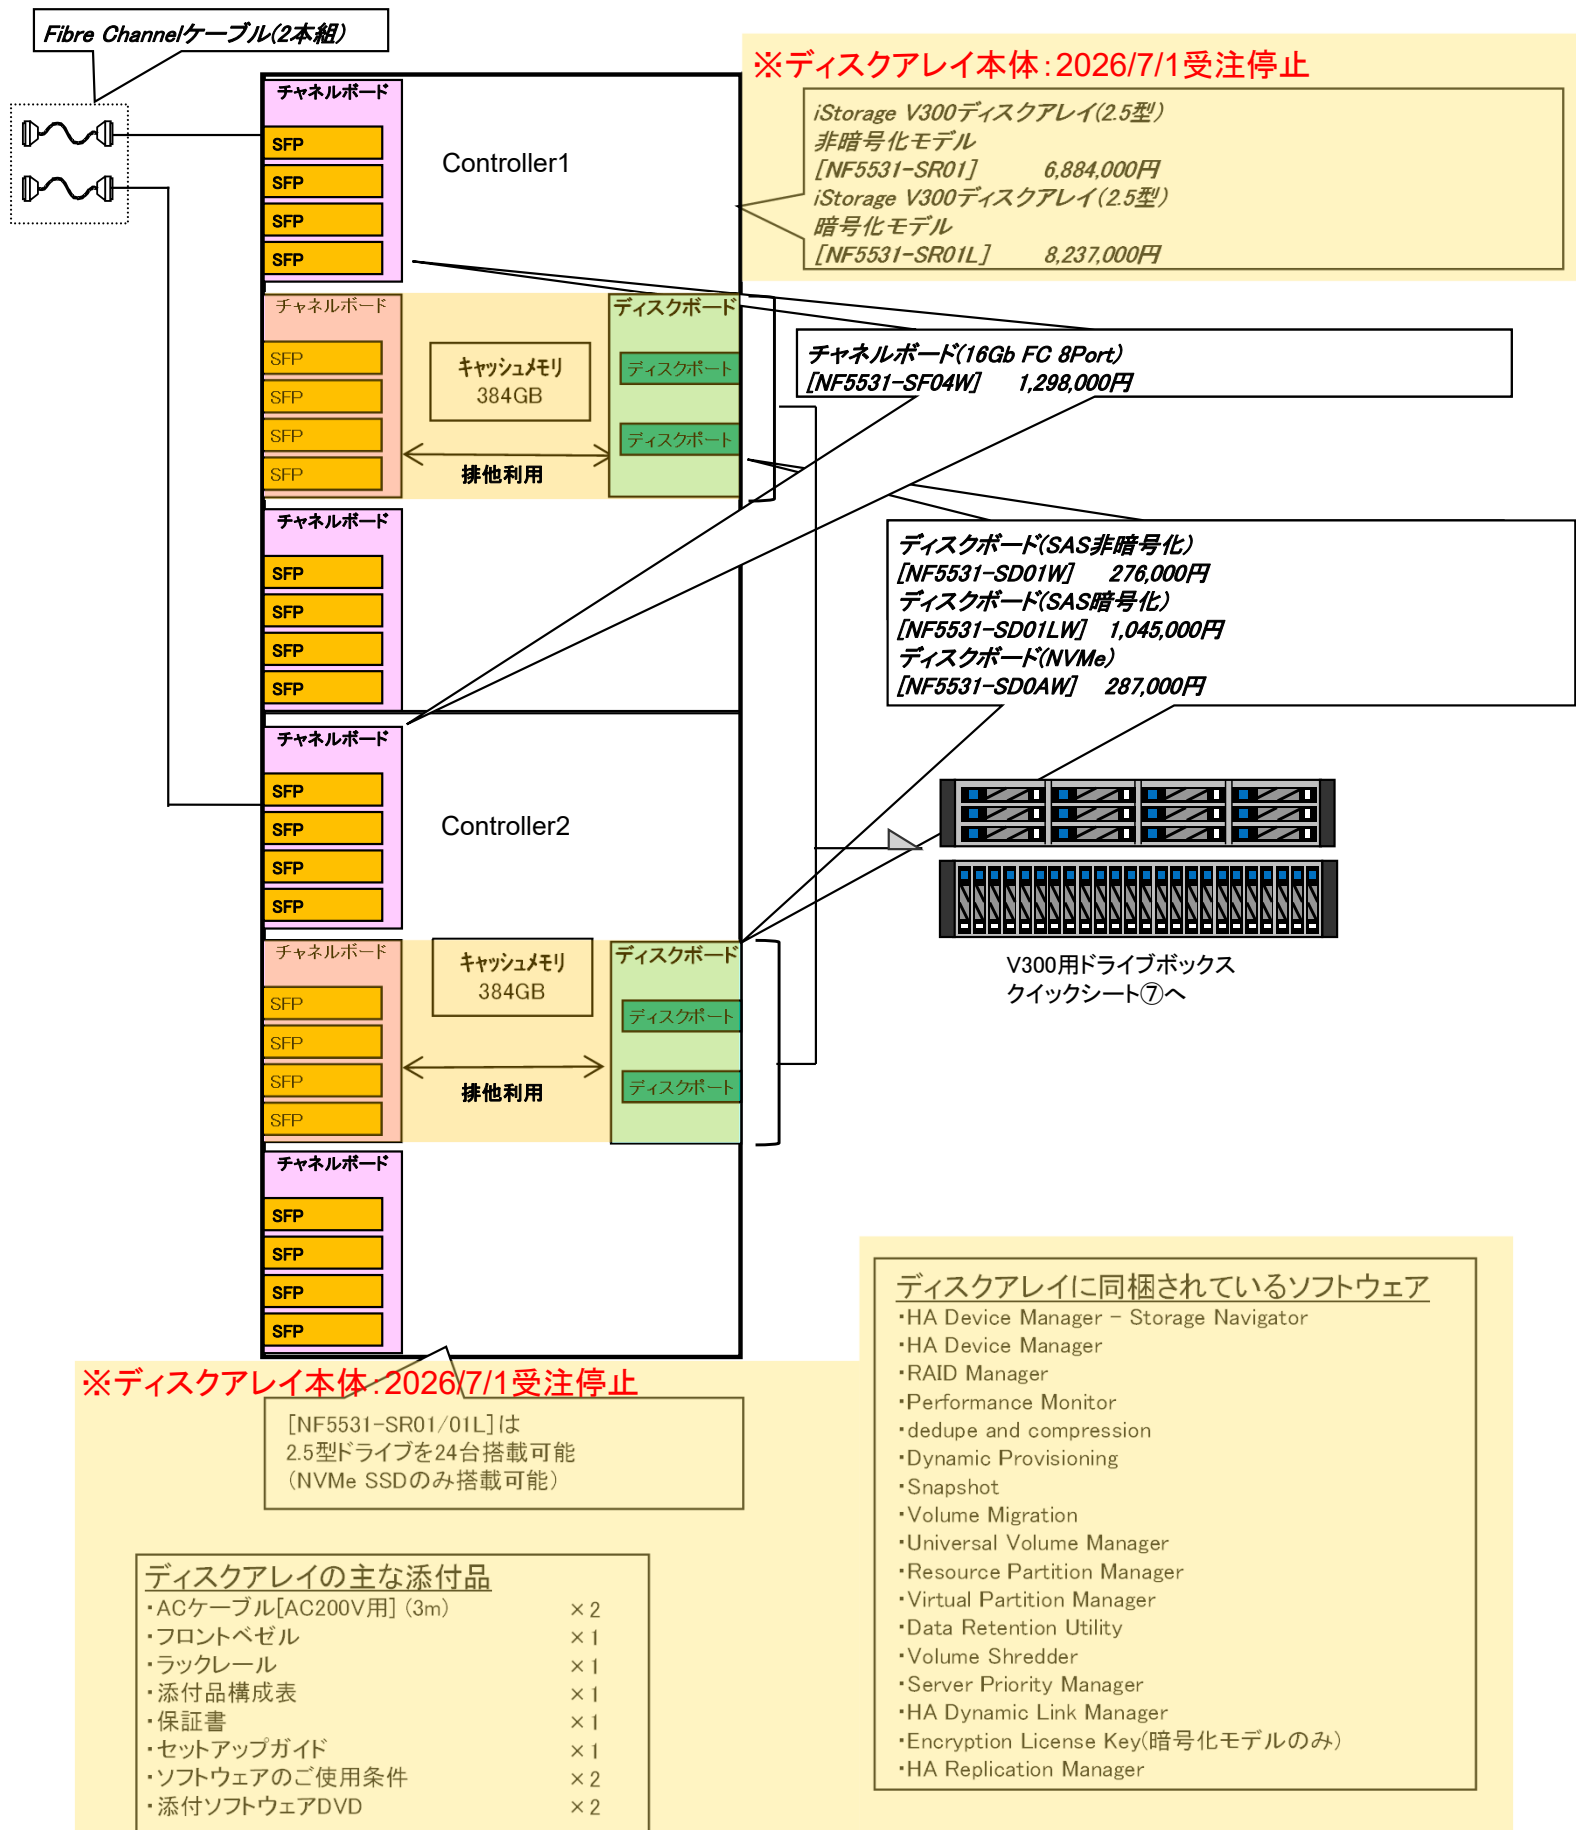 Fibre Channelケーブル(2本組)
※ディスクアレイ本体：2026/7/1受注停止
iStorage V300ディスクアレイ(2.5型)
非暗号化モデル
[NF5531-SR01] 6,884,000円
iStorage V300ディスクアレイ(2.5型)
暗号化モデル
[NF5531-SR01L] 8,237,000円
チャネルボード
SFP
SFP
SFP
SFP
Controller1
チャネルボード
SFP
SFP
SFP
SFP
キャッシュメモリ
384GB
排他利用
ディスクボード
ディスクポート
ディスクポート
チャネルボード(16Gb FC 8Port)
[NF5531-SF04W] 1,298,000円
チャネルボード
SFP
SFP
SFP
SFP
ディスクボード(SAS非暗号化)
[NF5531-SD01W] 276,000円
ディスクボード(SAS暗号化)
[NF5531-SD01LW] 1,045,000円
ディスクボード(NVMe)
[NF5531-SD0AW] 287,000円
チャネルボード
SFP
SFP
SFP
SFP
Controller2
V300用ドライブボックス
クイックシート⑦へ
チャネルボード
SFP
SFP
SFP
SFP
キャッシュメモリ
384GB
排他利用
ディスクボード
ディスクポート
ディスクポート
チャネルボード
SFP
SFP
SFP
SFP
※ディスクアレイ本体：2026/7/1受注停止
[NF5531-SR01/01L]は
2.5型ドライブを24台搭載可能
(NVMe SSDのみ搭載可能)
ディスクアレイの主な添付品
・ACケーブル[AC200V用] (3m) ×2
・フロントベゼル ×1
・ラックレール ×1
・添付品構成表 ×1
・保証書 ×1
・セットアップガイド ×1
・ソフトウェアのご使用条件 ×2
・添付ソフトウェアDVD ×2
ディスクアレイに同梱されているソフトウェア
・HA Device Manager - Storage Navigator
・HA Device Manager
・RAID Manager
・Performance Monitor
・dedupe and compression
・Dynamic Provisioning
・Snapshot
・Volume Migration
・Universal Volume Manager
・Resource Partition Manager
・Virtual Partition Manager
・Data Retention Utility
・Volume Shredder
・Server Priority Manager
・HA Dynamic Link Manager
・Encryption License Key(暗号化モデルのみ)
・HA Replication Manager